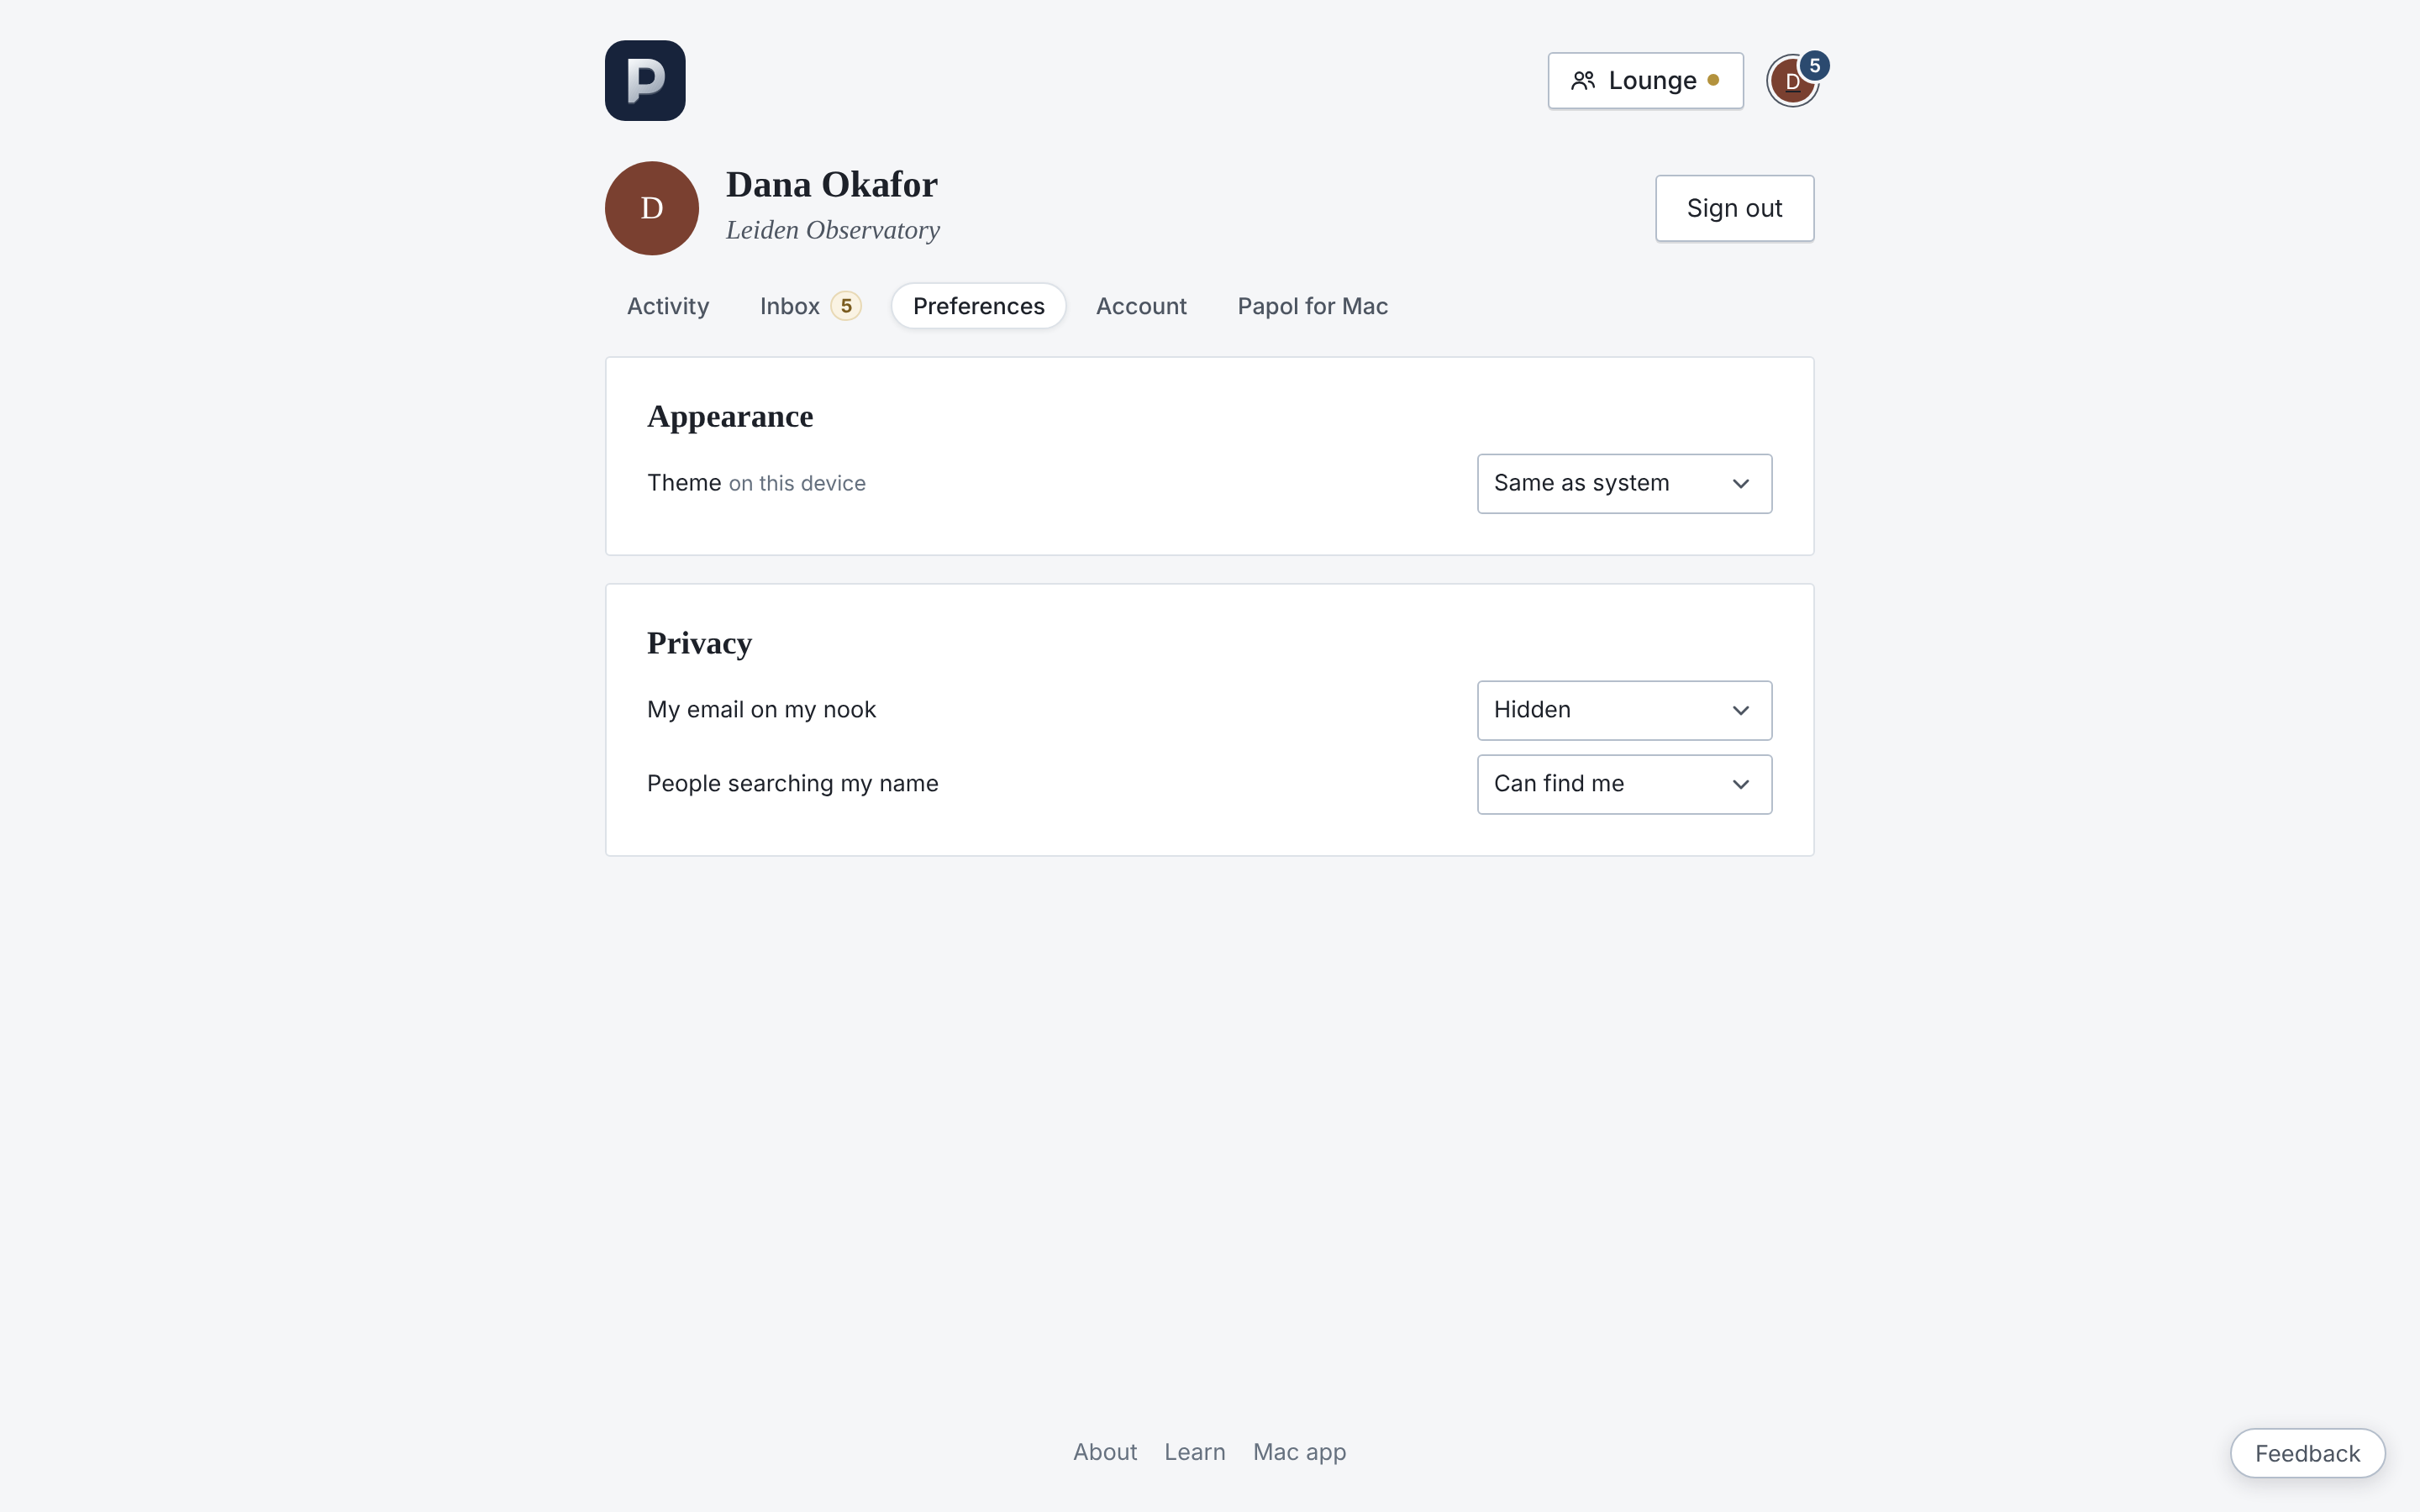 P
Lounge
D 5
D
Dana Okafor
Leiden Observatory
Sign out
Activity Inbox 5 Preferences Account Papol for Mac
Appearance
Theme on this device Same as system
Privacy
My email on my nook Hidden
People searching my name Can find me
About Learn Mac app
Feedback